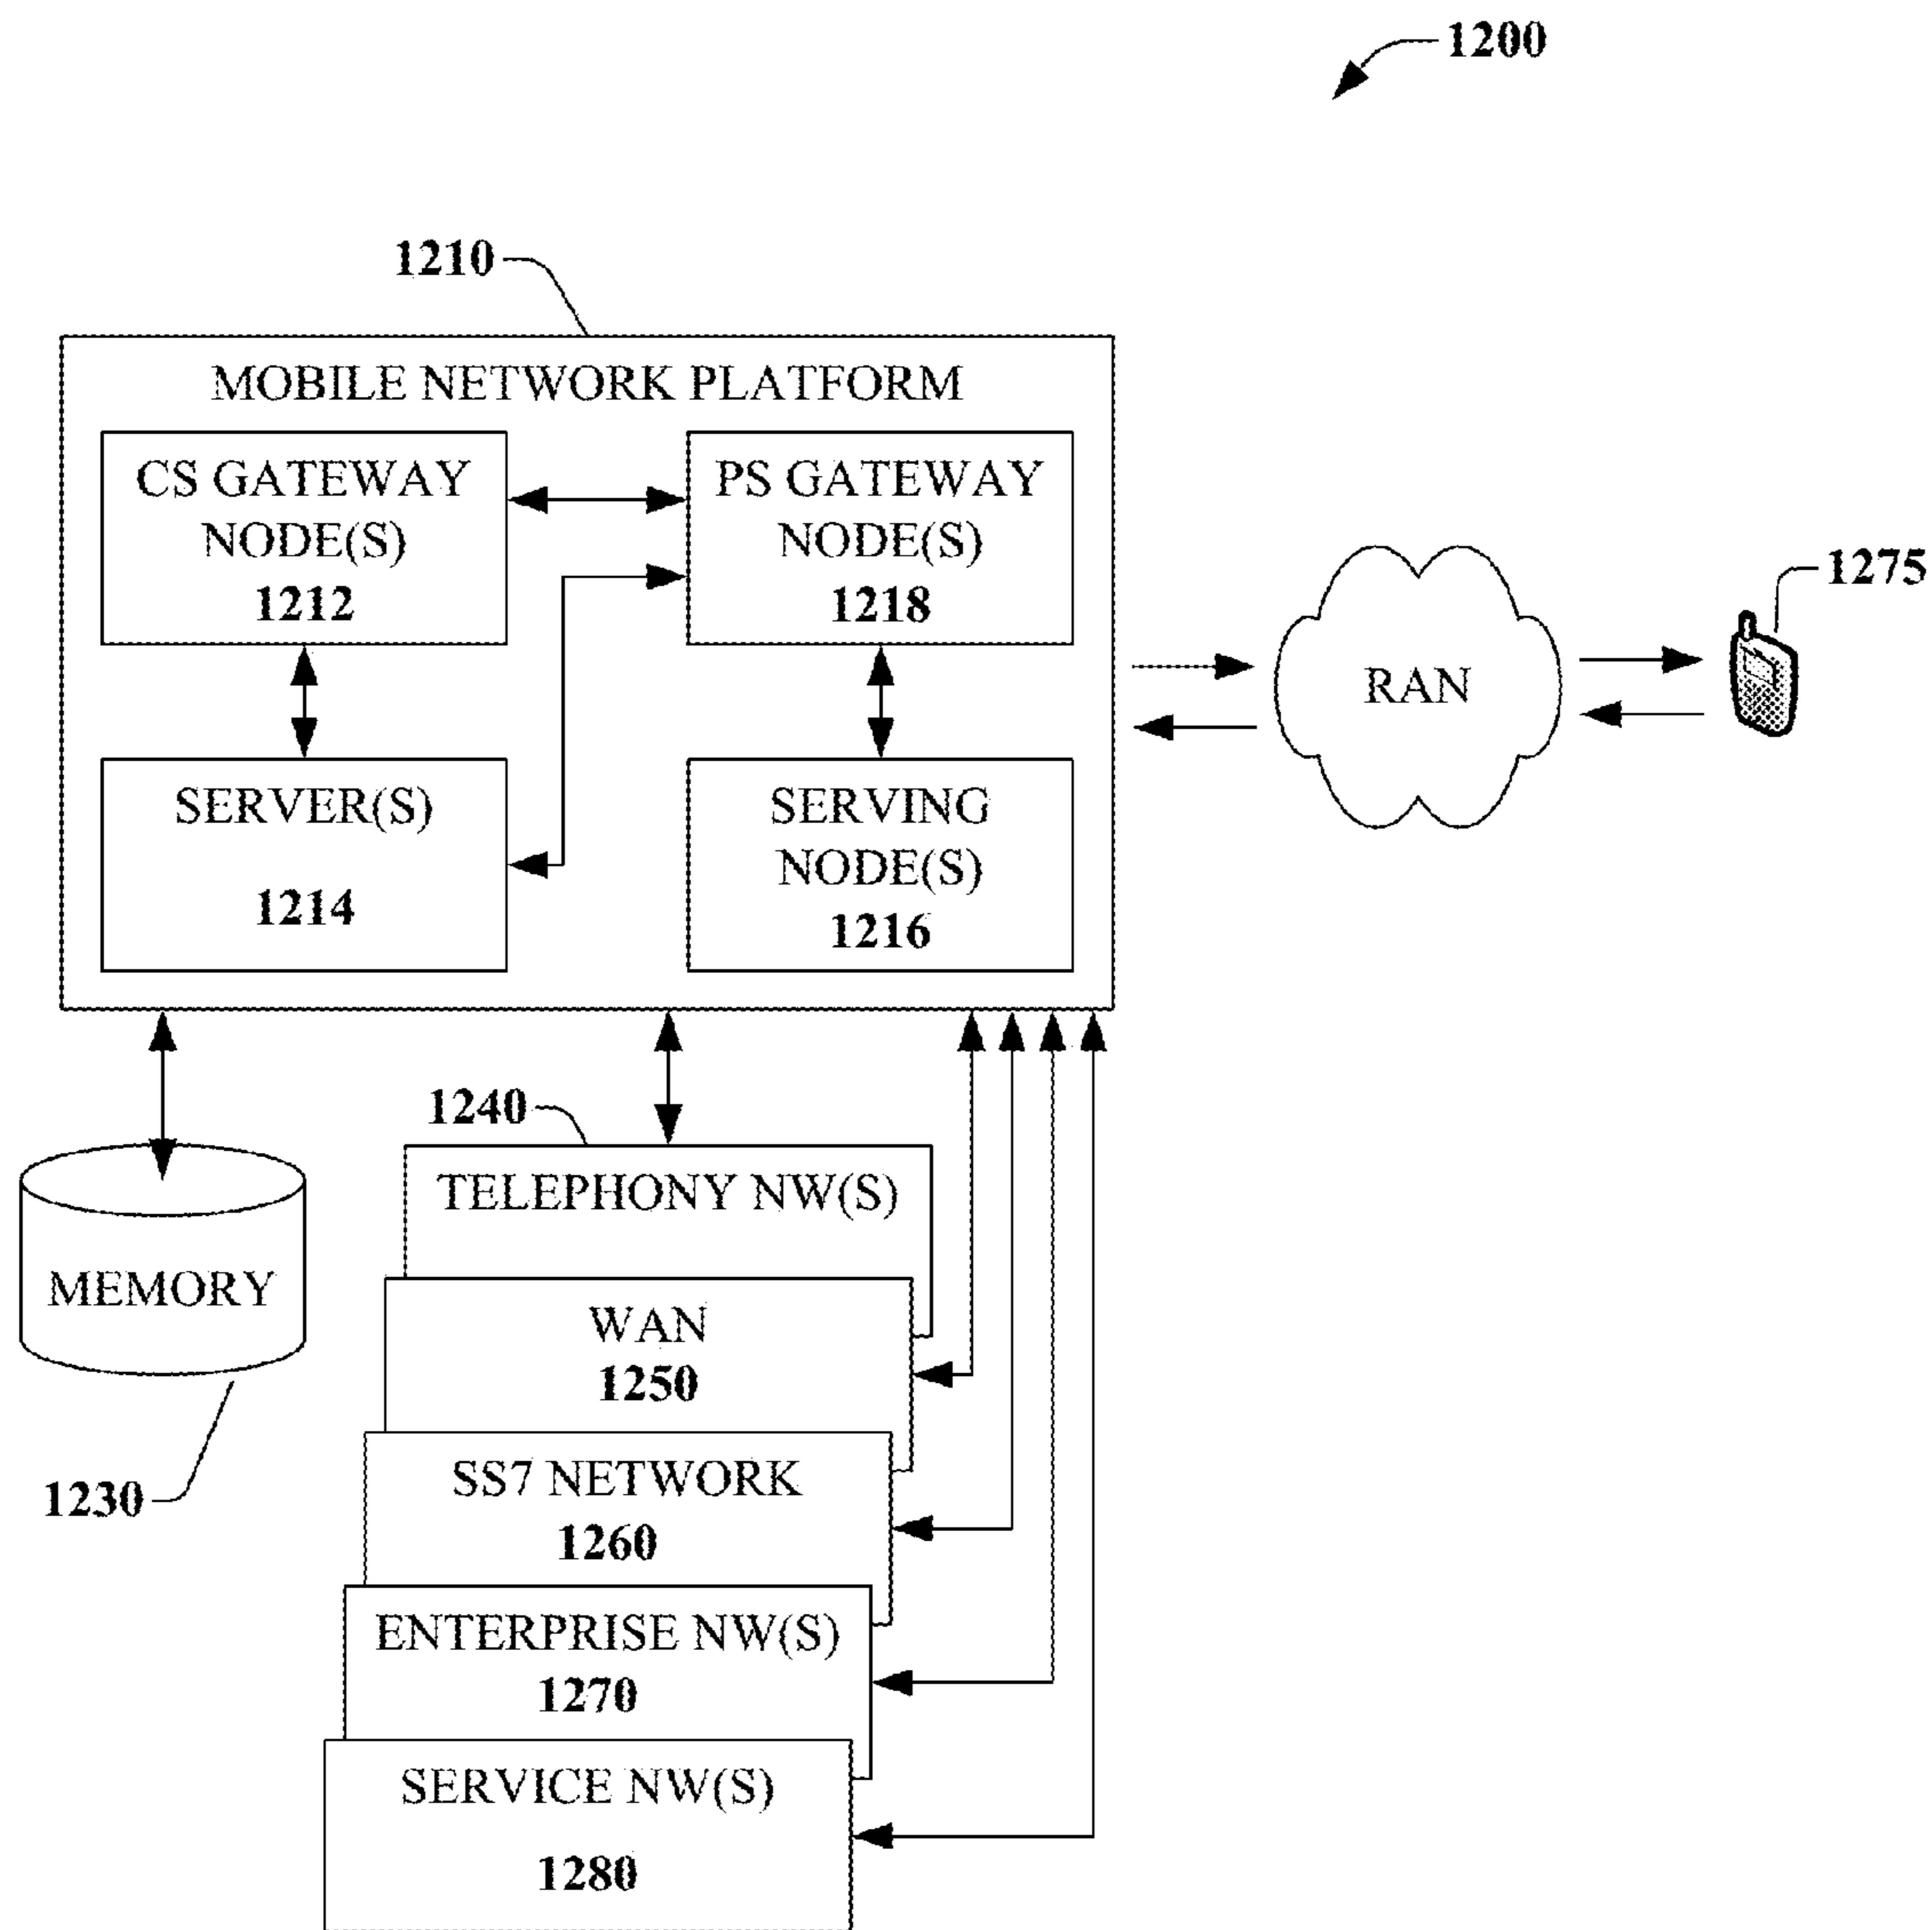 1200
1210
MOBILE NETWORK PLATFORM
CS GATEWAY
NODE(S)
1212
PS GATEWAY
NODE(S)
1218
SERVER(S)
1214
SERVING
NODE(S)
1216
RAN
1275
MEMORY
1230
1240
TELEPHONY NW(S)
WAN
1250
SS7 NETWORK
1260
ENTERPRISE NW(S)
1270
SERVICE NW(S)
1280